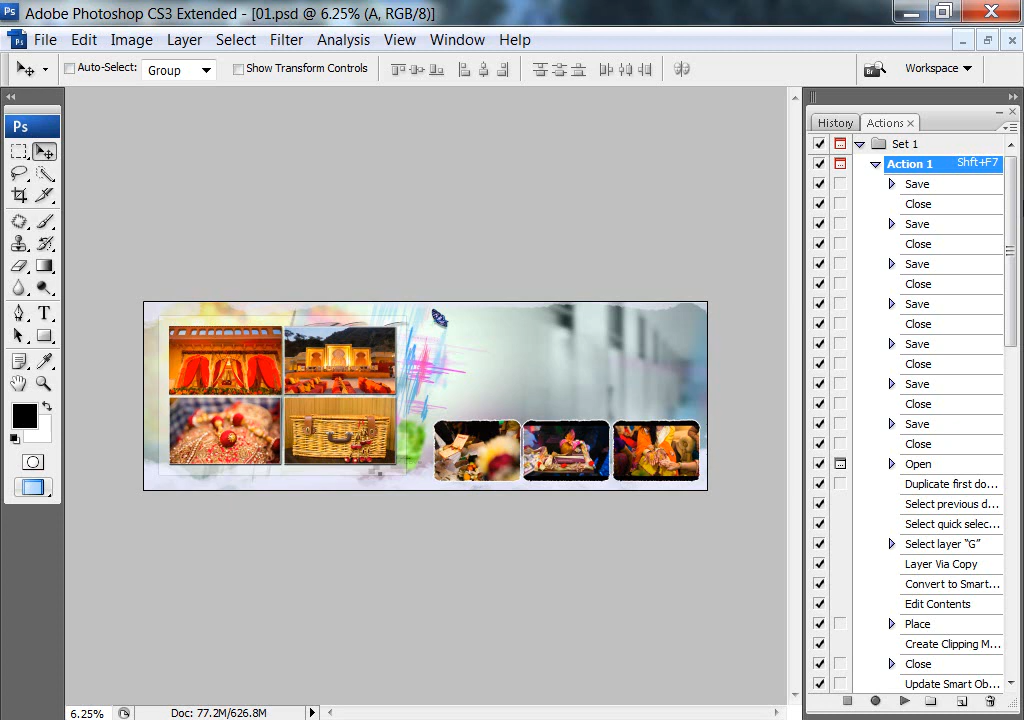 Ps Adobe Photoshop CS3 Extended - [01.psd @ 6.25% (A, RGB/8)]
Ps File Edit Image Layer Select Filter Analysis View Window Help
Auto-Select: Group Show Transform Controls Br Workspace
Ps
T
History Actions
Set 1
Action 1 Shft+F7
Save
Close
Save
Close
Save
Close
Save
Close
Save
Close
Save
Close
Save
Close
Open
Duplicate first do...
Select previous d...
Select quick selec...
Select layer "G"
Layer Via Copy
Convert to Smart...
Edit Contents
Place
Create Clipping M...
Close
Update Smart Ob...
6.25% Doc: 77.2M/626.8M